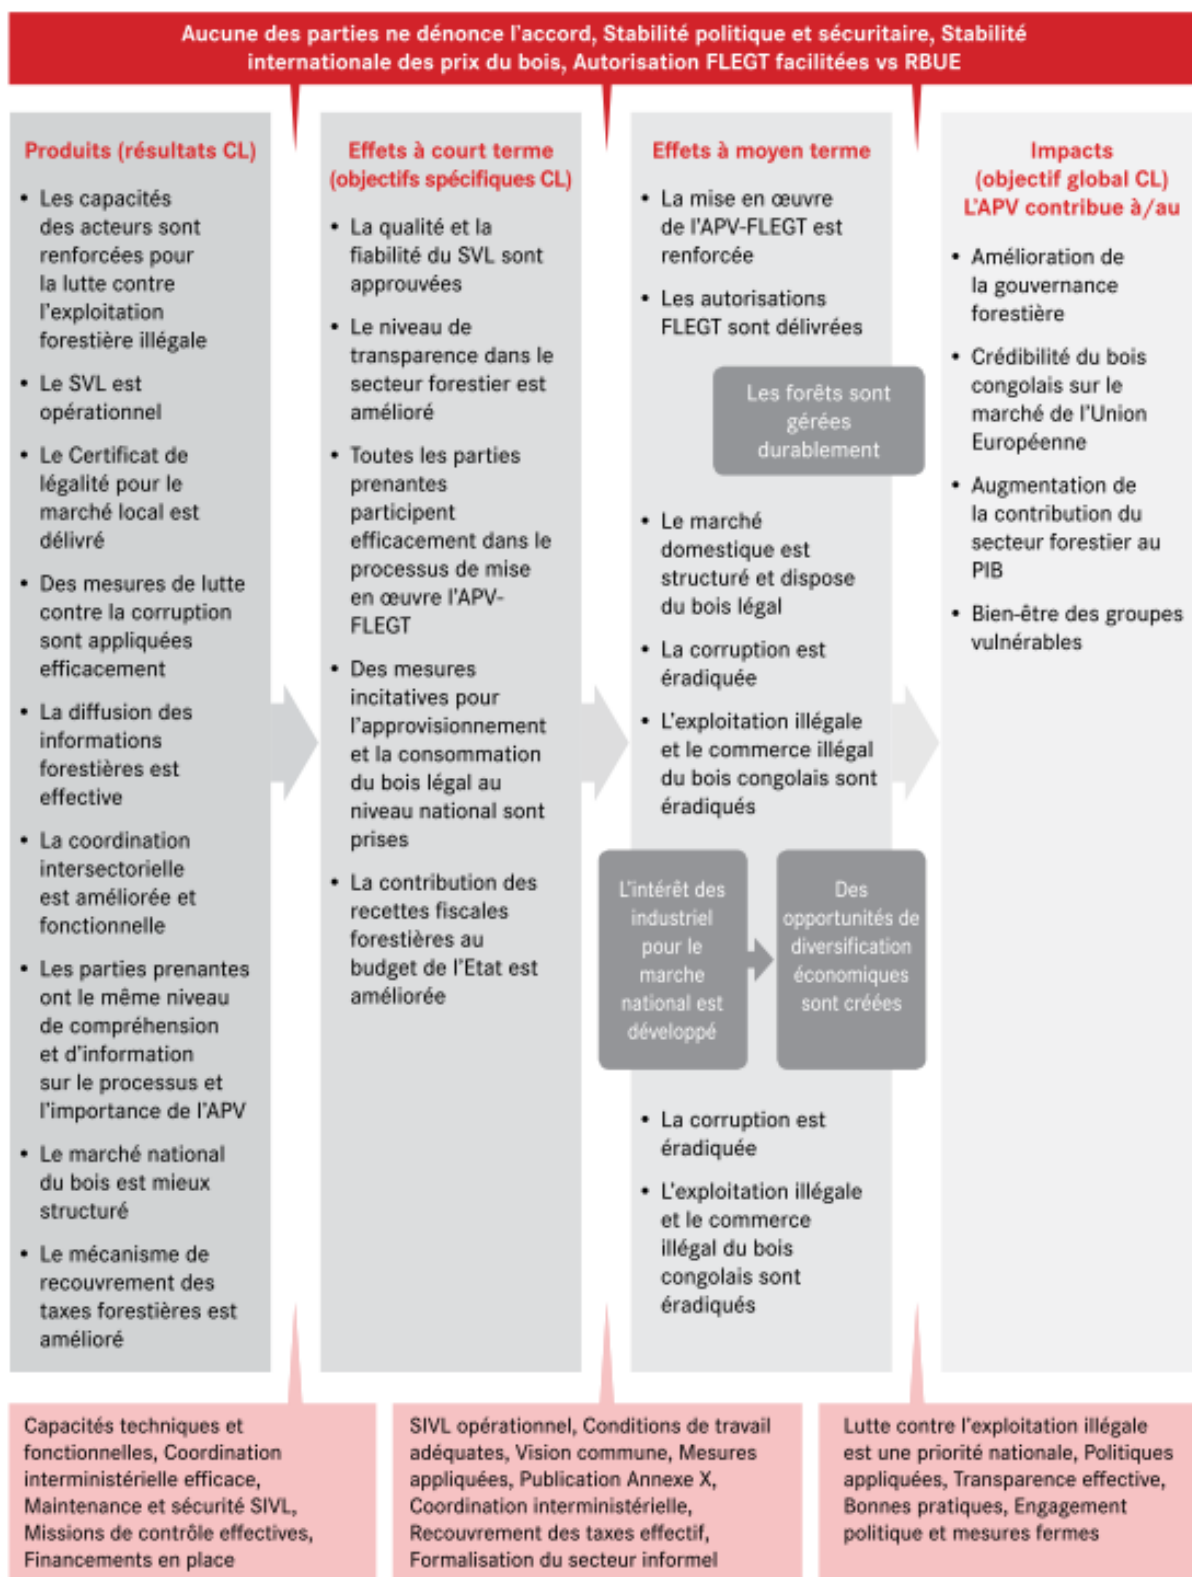 Aucune des parties ne dénonce l'accord, Stabilité politique et sécuritaire, Stabilité
internationale des prix du bois, Autorisation FLEGT facilitées vs RBUE
Produits (résultats CL)
• Les capacités
des acteurs sont
renforcées pour
la lutte contre
l'exploitation
forestière illégale
• Le SVL est
opérationnel
• Le Certificat de
légalité pour le
marché local est
délivré
• Des mesures de lutte
contre la corruption
sont appliquées
efficacement
• La diffusion des
informations
forestières est
effective
• La coordination
intersectorielle
est améliorée et
fonctionnelle
• Les parties prenantes
ont le même niveau
de compréhension
et d'information
sur le processus et
l'importance de l'APV
• Le marché national
du bois est mieux
structuré
• Le mécanisme de
recouvrement des
taxes forestières est
amélioré
Effets à court terme
(objectifs spécifiques CL)
• La qualité et la
fiabilité du SVL sont
approuvées
• Le niveau de
transparence dans le
secteur forestier est
amélioré
• Toutes les parties
prenantes
participent
efficacement dans le
processus de mise
en œuvre l'APV-
FLEGT
• Des mesures
incitatives pour
l'approvisionnement
et la consommation
du bois légal au
niveau national sont
prises
• La contribution des
recettes fiscales
forestières au
budget de l'Etat est
améliorée
Effets à moyen terme
• La mise en œuvre
de l'APV-FLEGT est
renforcée
• Les autorisations
FLEGT sont délivrées
Les forêts sont
gérées
durablement
• Le marché
domestique est
structuré et dispose
du bois légal
• La corruption est
éradiquée
• L'exploitation illégale
et le commerce illégal
du bois congolais sont
éradiqués
L'intérêt des
industriel
pour le
marche
national est
développé
Des
opportunités de
diversification
économiques
sont créées
• La corruption est
éradiquée
• L'exploitation illégale
et le commerce
illégal du bois
congolais sont
éradiqués
Impacts
(objectif global CL)
L'APV contribue à/au
• Amélioration de
la gouvernance
forestière
• Crédibilité du bois
congolais sur le
marché de l'Union
Européenne
• Augmentation de
la contribution du
secteur forestier au
PIB
• Bien-être des groupes
vulnérables
Capacités techniques et
fonctionnelles, Coordination
interministérielle efficace,
Maintenance et sécurité SIVL,
Missions de contrôle effectives,
Financements en place
SIVL opérationnel, Conditions de travail
adéquates, Vision commune, Mesures
appliquées, Publication Annexe X,
Coordination interministérielle,
Recouvrement des taxes effectif,
Formalisation du secteur informel
Lutte contre l'exploitation illégale
est une priorité nationale, Politiques
appliquées, Transparence effective,
Bonnes pratiques, Engagement
politique et mesures fermes